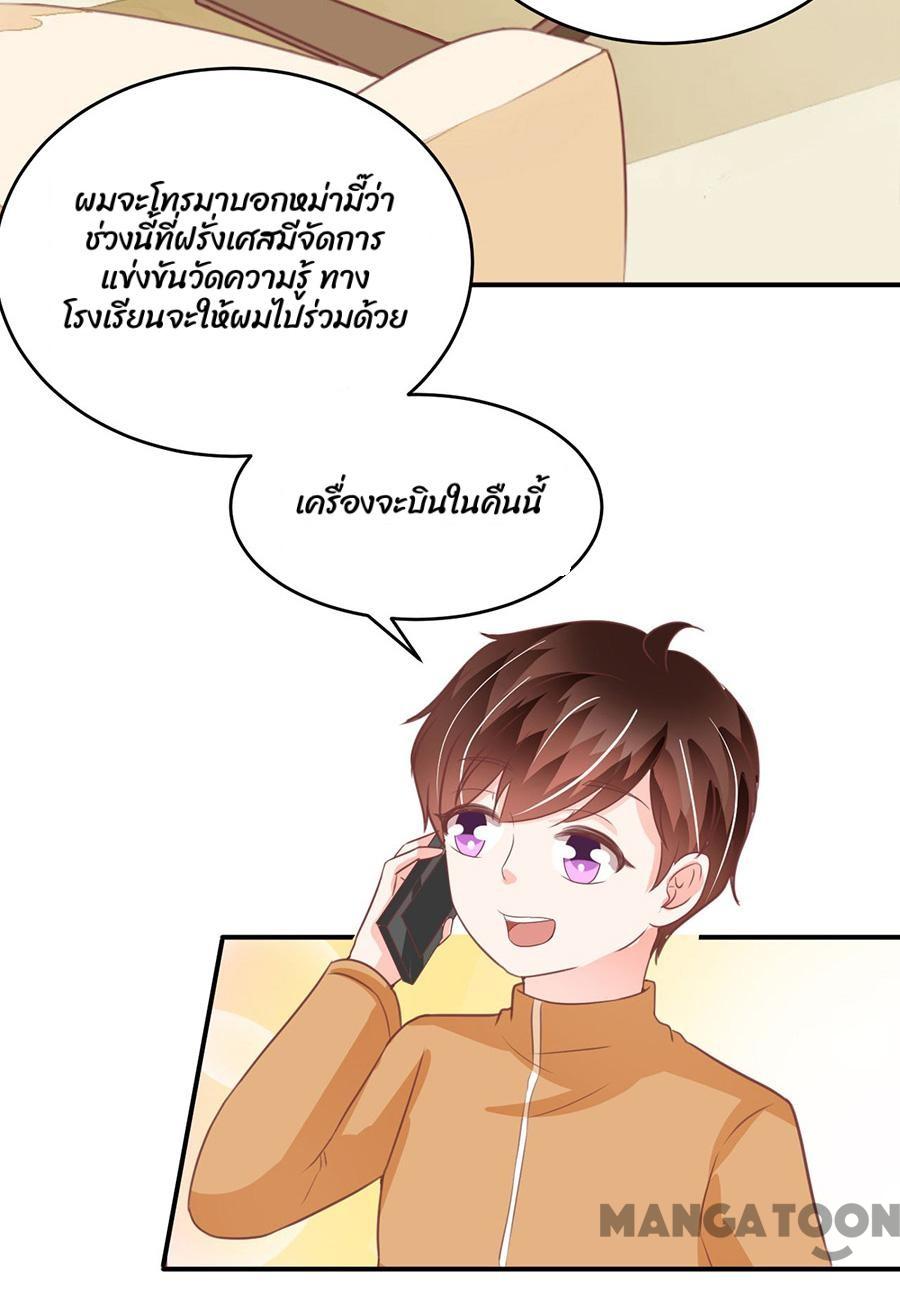 ผมจะโทรมาบอกหม่ามี๊ว่า
ช่วงนี้ที่ฝรั่งเศสมีจัดการ
แข่งขันวัดความรู้ ทาง
โรงเรียนจะให้ผมไปร่วมด้วย
เครื่องจะบินในคืนนี้
MANGATOON